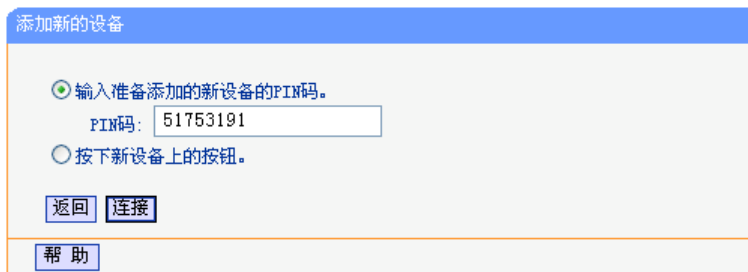 添加新的设备
输入准备添加的新设备的PIN码。
PIN码: 51753191
按下新设备上的按钮。
返回 连接
帮 助